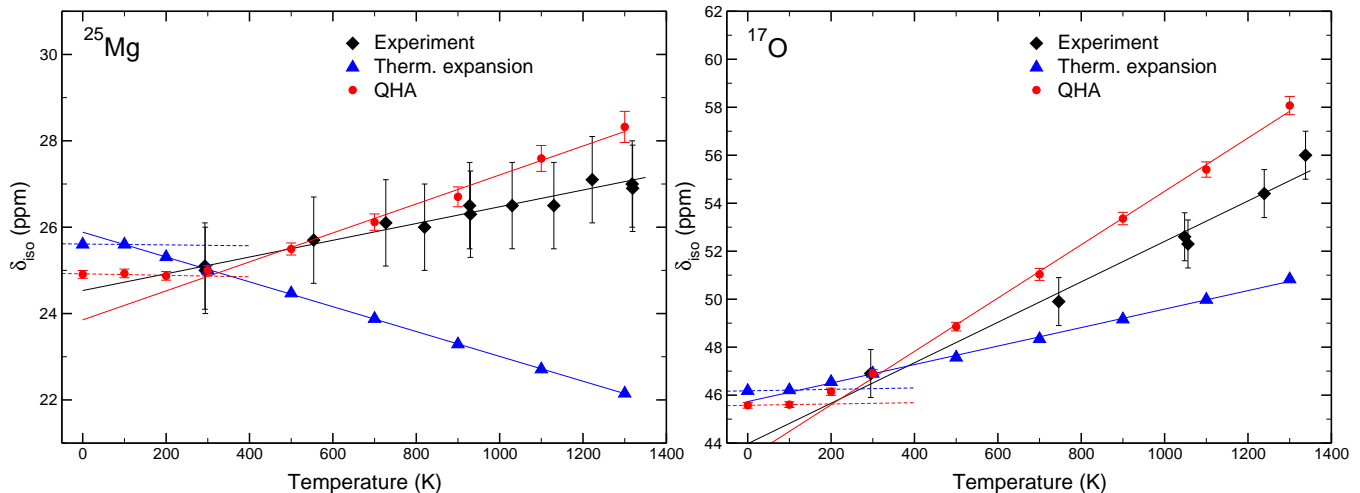 25Mg
Experiment
Therm. expansion
QHA
30
28
26
24
22
δiso (ppm)
0 200 400 600 800 1000 1200 1400
Temperature (K)
17O
Experiment
Therm. expansion
QHA
62
60
58
56
54
52
50
48
46
44
δiso (ppm)
0 200 400 600 800 1000 1200 1400
Temperature (K)